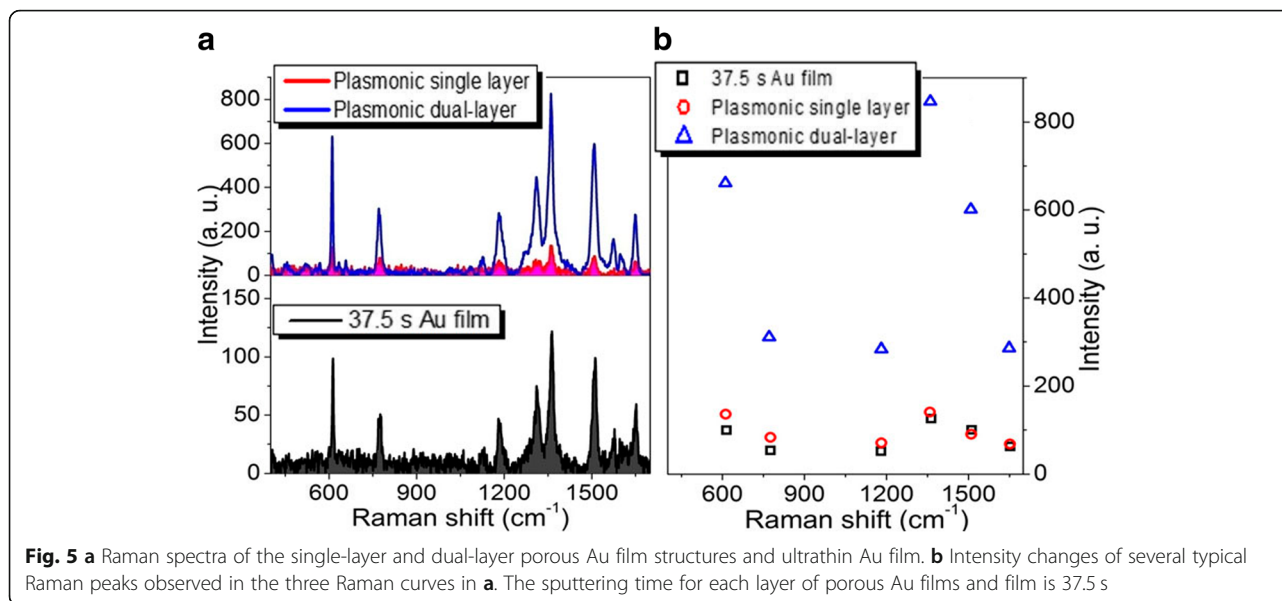 a
Plasmonic single layer
Plasmonic dual-layer
800
600
400
200
0
150
100
50
0
37.5 s Au film
Intensity (a. u.)
600
900
1200
1500
Raman shift (cm⁻¹)
b
37.5 s Au film
Plasmonic single layer
Plasmonic dual-layer
800
600
400
200
0
Intensity (a. u.)
600
900
1200
1500
Raman shift (cm⁻¹)
Fig. 5 a Raman spectra of the single-layer and dual-layer porous Au film structures and ultrathin Au film. b Intensity changes of several typical
Raman peaks observed in the three Raman curves in a. The sputtering time for each layer of porous Au films and film is 37.5 s